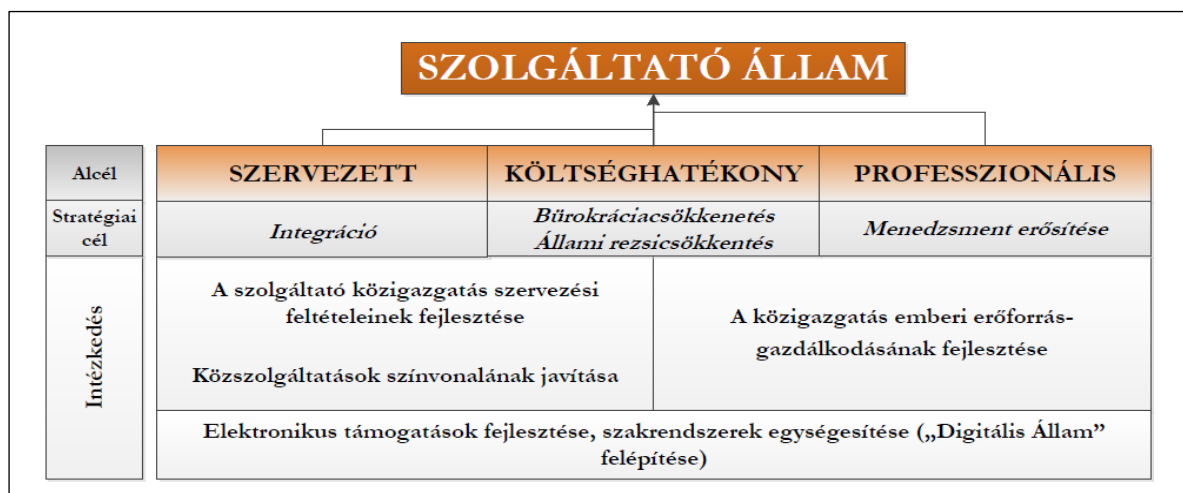 SZOLGÁLTATÓ ÁLLAM
Alcél
SZERVEZETT
KÖLTSÉGHATÉKONY
PROFESSZIONÁLIS
Stratégiai
cél
Integráció
Bürokráciacsökkenetés
Állami rezsicsökkentés
Menedzsment erősítése
Intézkedés
A szolgáltató közigazgatás szervezési
feltételeinek fejlesztése
Közszolgáltatások színvonalának javítása
A közigazgatás emberi erőforrás-
gazdálkodásának fejlesztése
Elektronikus támogatások fejlesztése, szakrendszerek egységesítése („Digitális Állam”
felépítése)